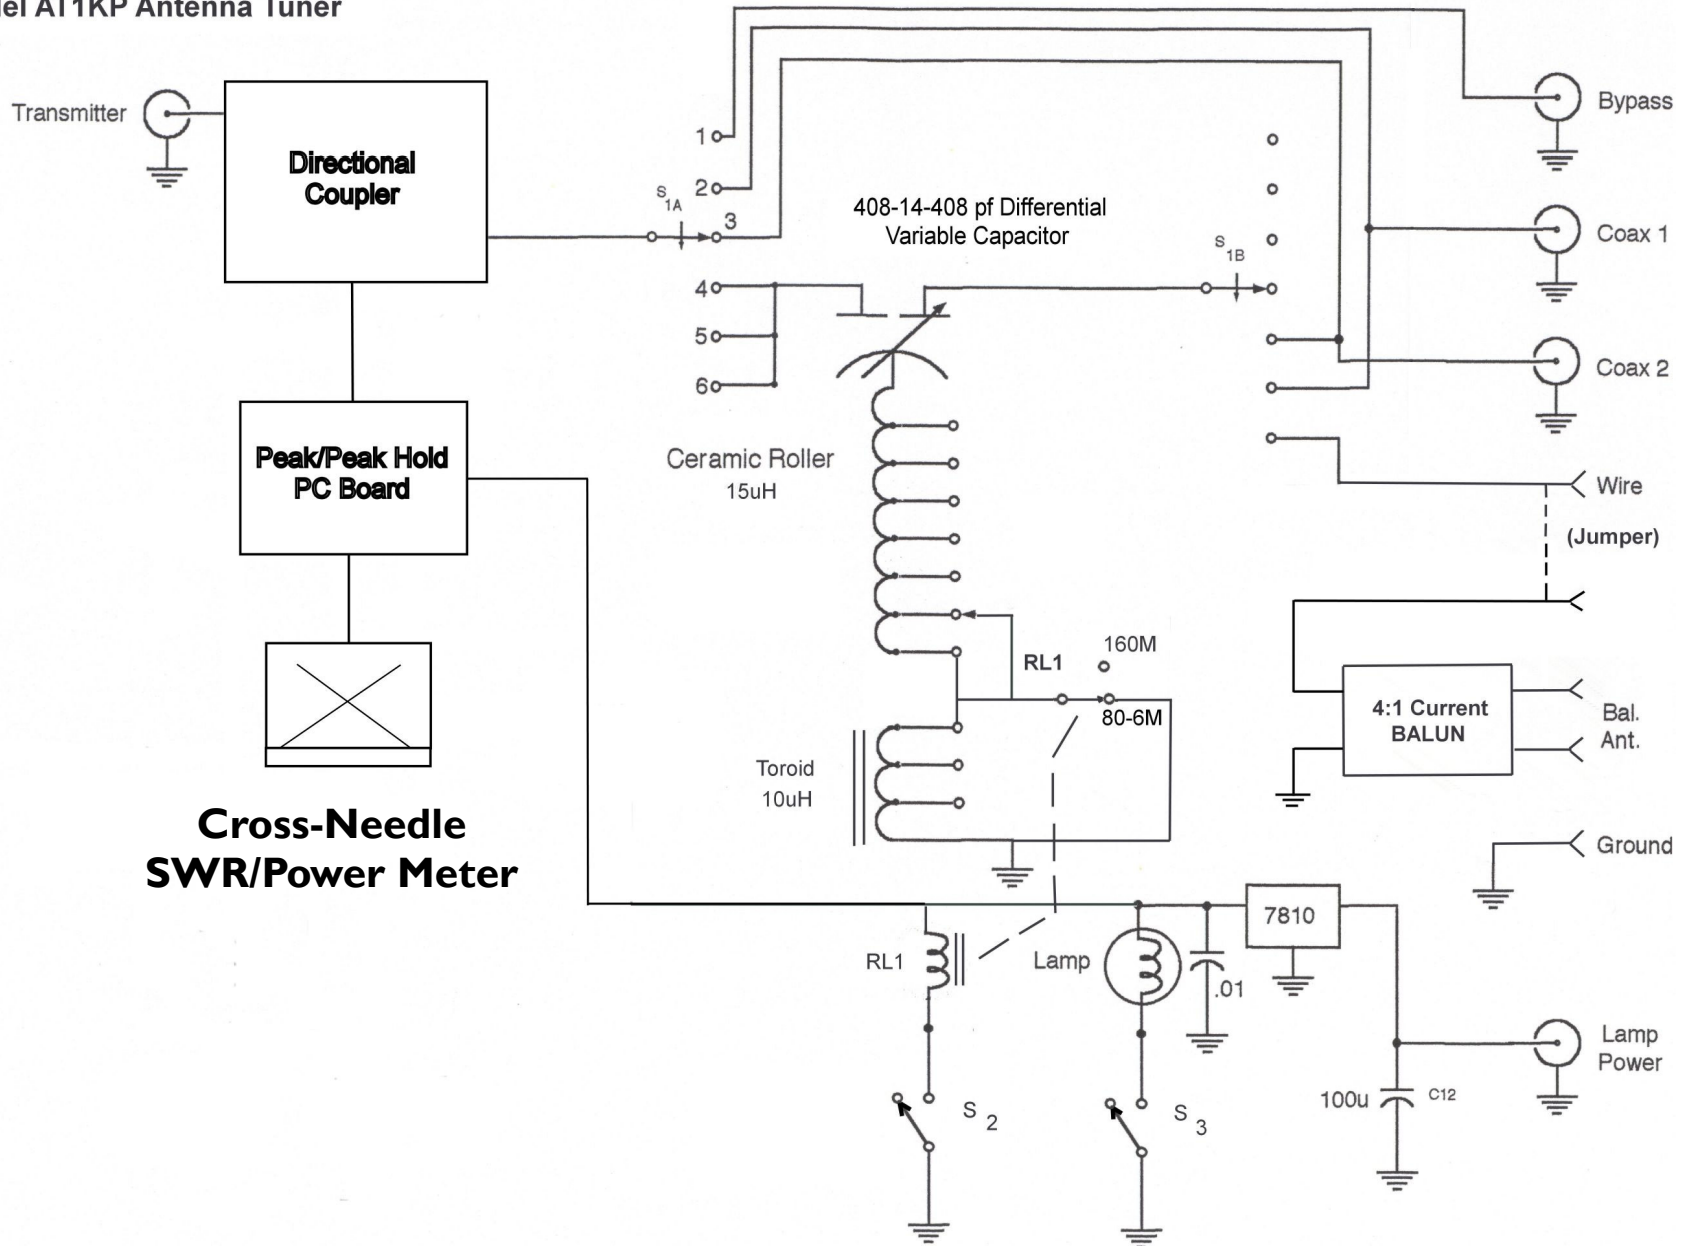 AT1KP Antenna Tuner
Transmitter
Directional
Coupler
Peak/Peak Hold
PC Board
Cross-Needle
SWR/Power Meter
S
1A
1
2
3
4
5
6
408-14-408 pf Differential
Variable Capacitor
S
1B
Ceramic Roller
15uH
RL1
160M
80-6M
Toroid
10uH
Bypass
Coax 1
Coax 2
Wire
(Jumper)
4:1 Current
BALUN
Bal.
Ant.
Ground
RL1
Lamp
.01
7810
S
2
S
3
100u
C12
Lamp
Power